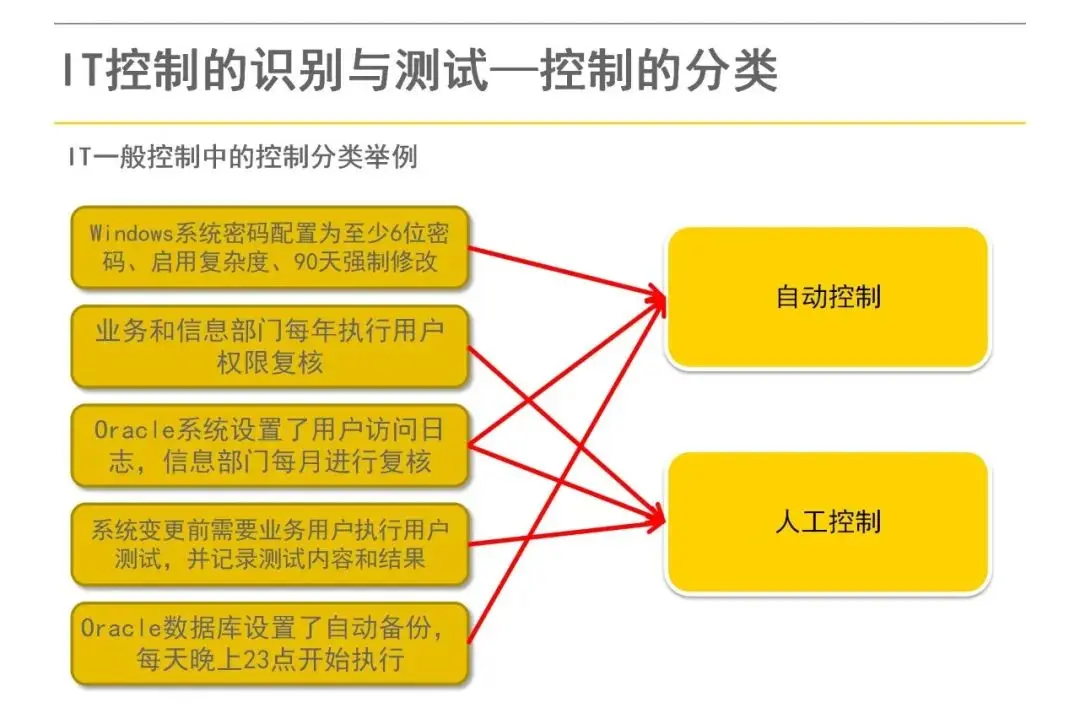 IT控制的识别与测试—控制的分类
IT一般控制中的控制分类举例
Windows系统密码配置为至少6位密
码、启用复杂度、90天强制修改
业务和信息部门每年执行用户
权限复核
Oracle系统设置了用户访问日
志，信息部门每月进行复核
系统变更前需要业务用户执行用户
测试，并记录测试内容和结果
Oracle数据库设置了自动备份，
每天晚上23点开始执行
自动控制
人工控制